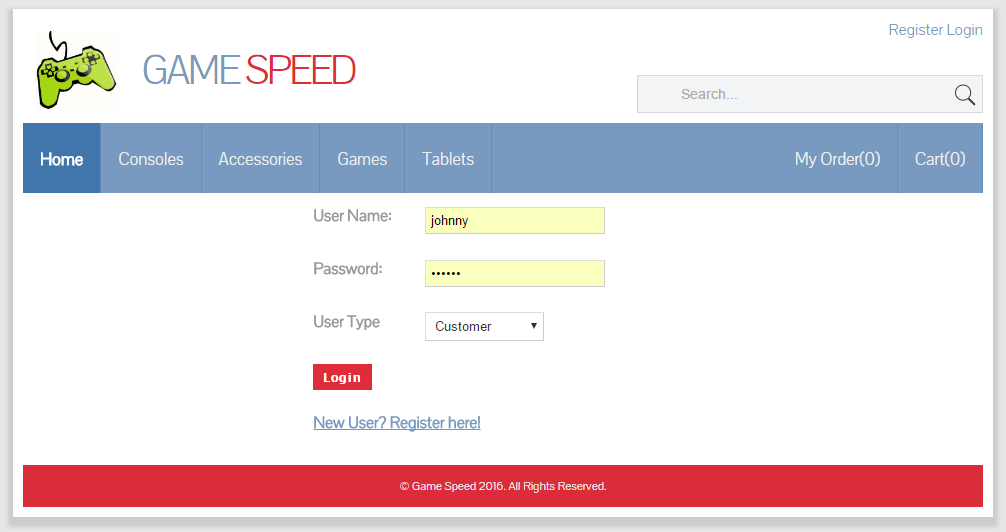 Register Login
GAME SPEED
Search...
Home Consoles Accessories Games Tablets My Order(0) Cart(0)
User Name: johnny
Password: ••••••
User Type Customer
Login
New User? Register here!
© Game Speed 2016. All Rights Reserved.